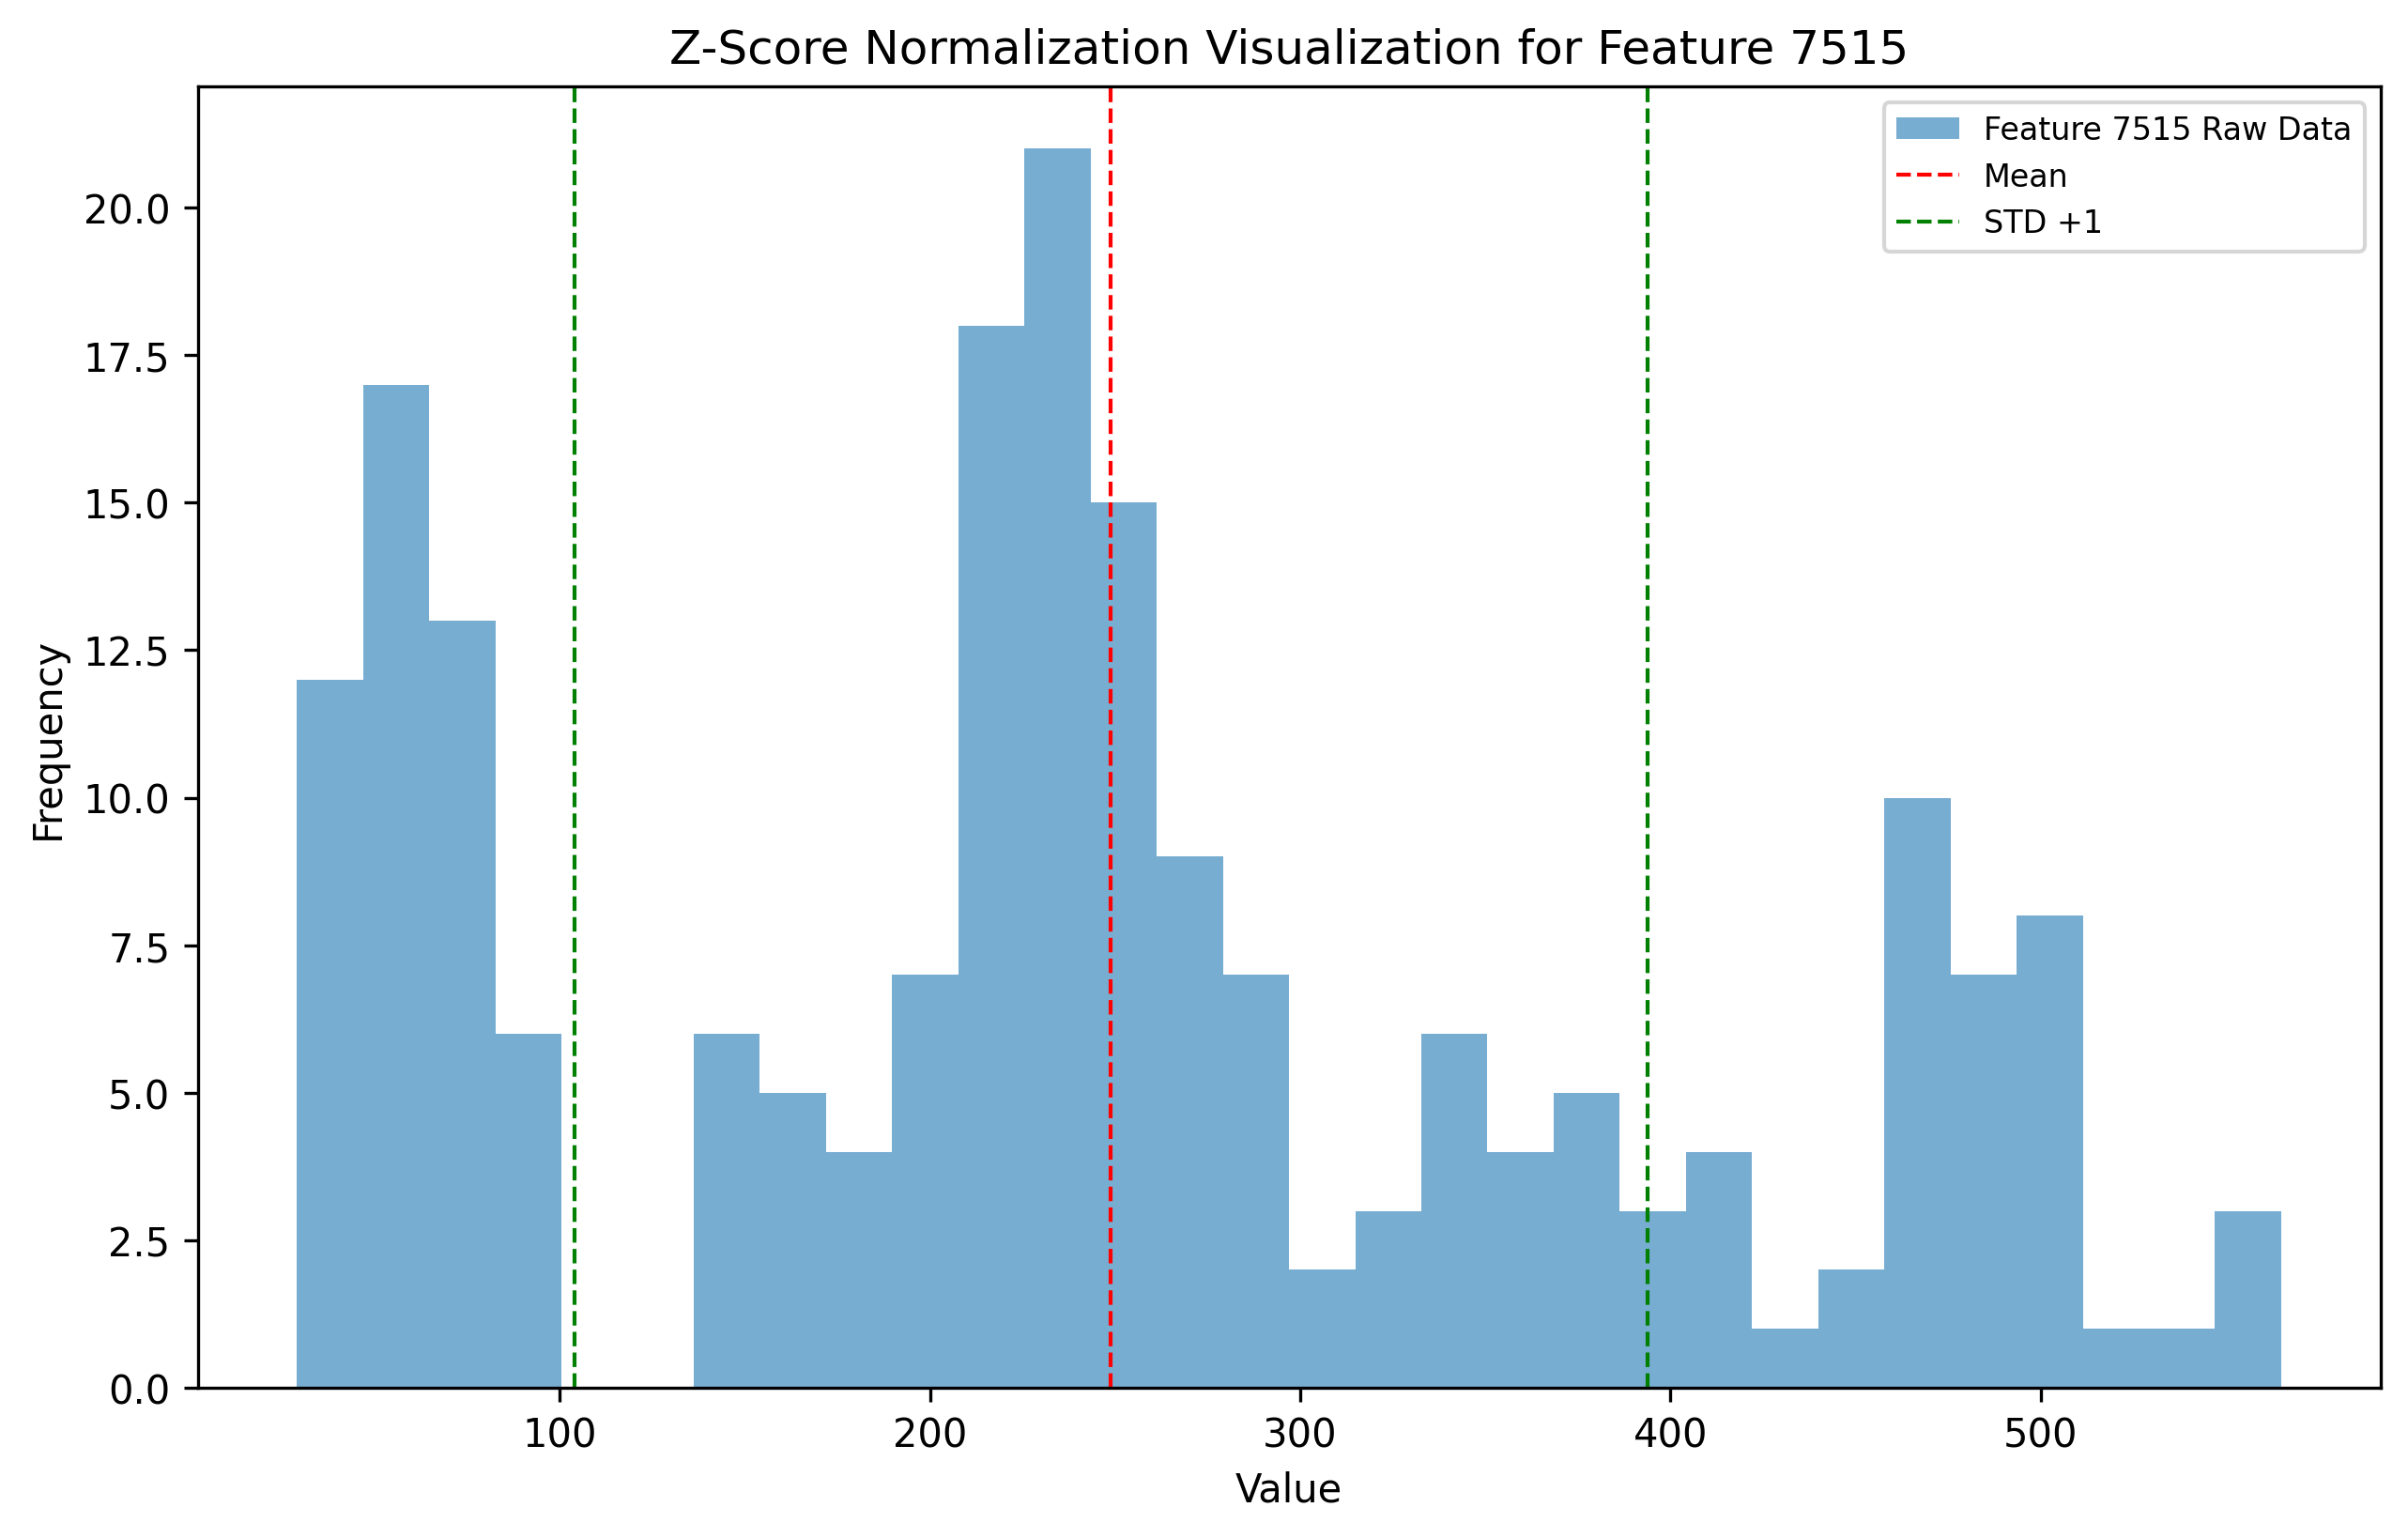 Z-Score Normalization Visualization for Feature 7515
Feature 7515 Raw Data
Mean
STD +1
20.0
17.5
15.0
12.5
10.0
7.5
5.0
2.5
0.0
Frequency
100 200 300 400 500
Value